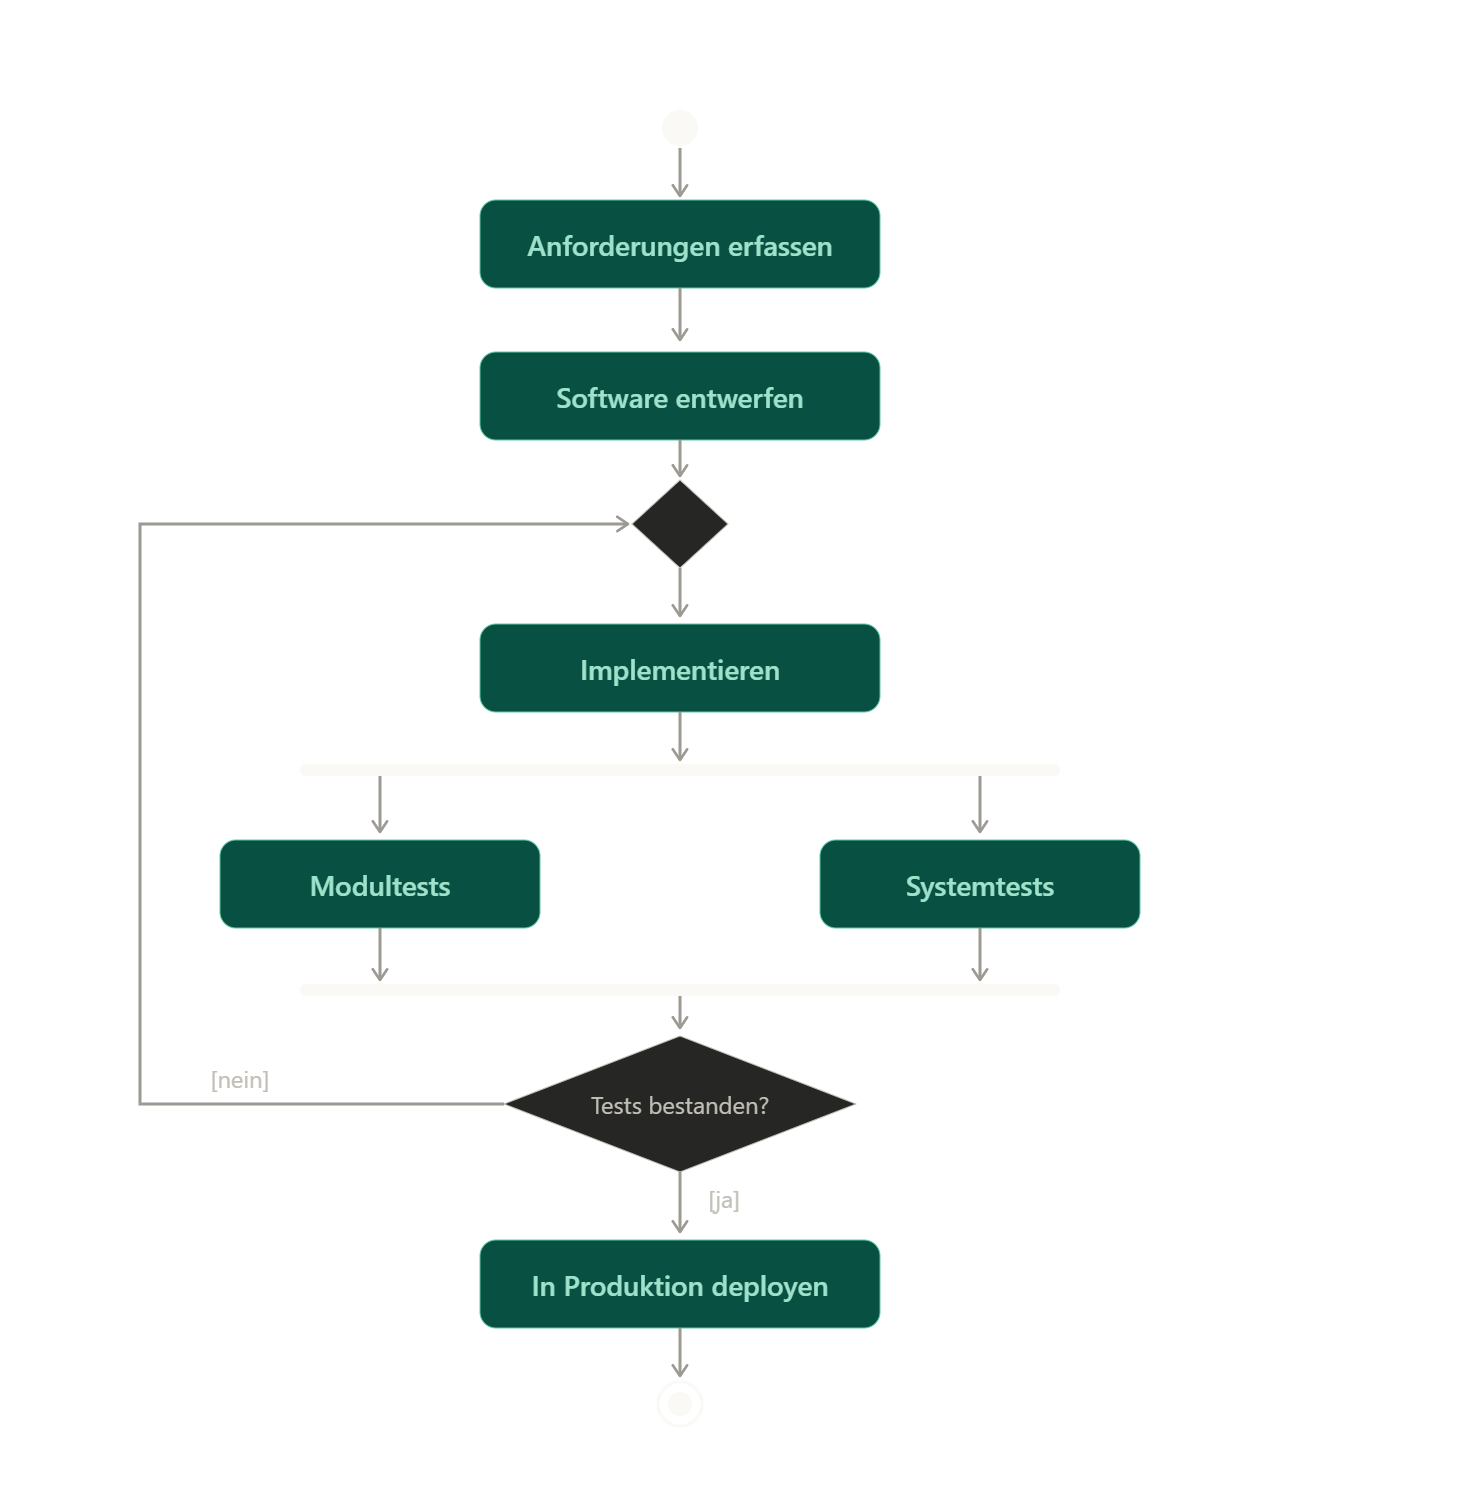 Anforderungen erfassen
Software entwerfen
Implementieren
Modultests
Systemtests
Tests bestanden?
[nein]
[ja]
In Produktion deployen